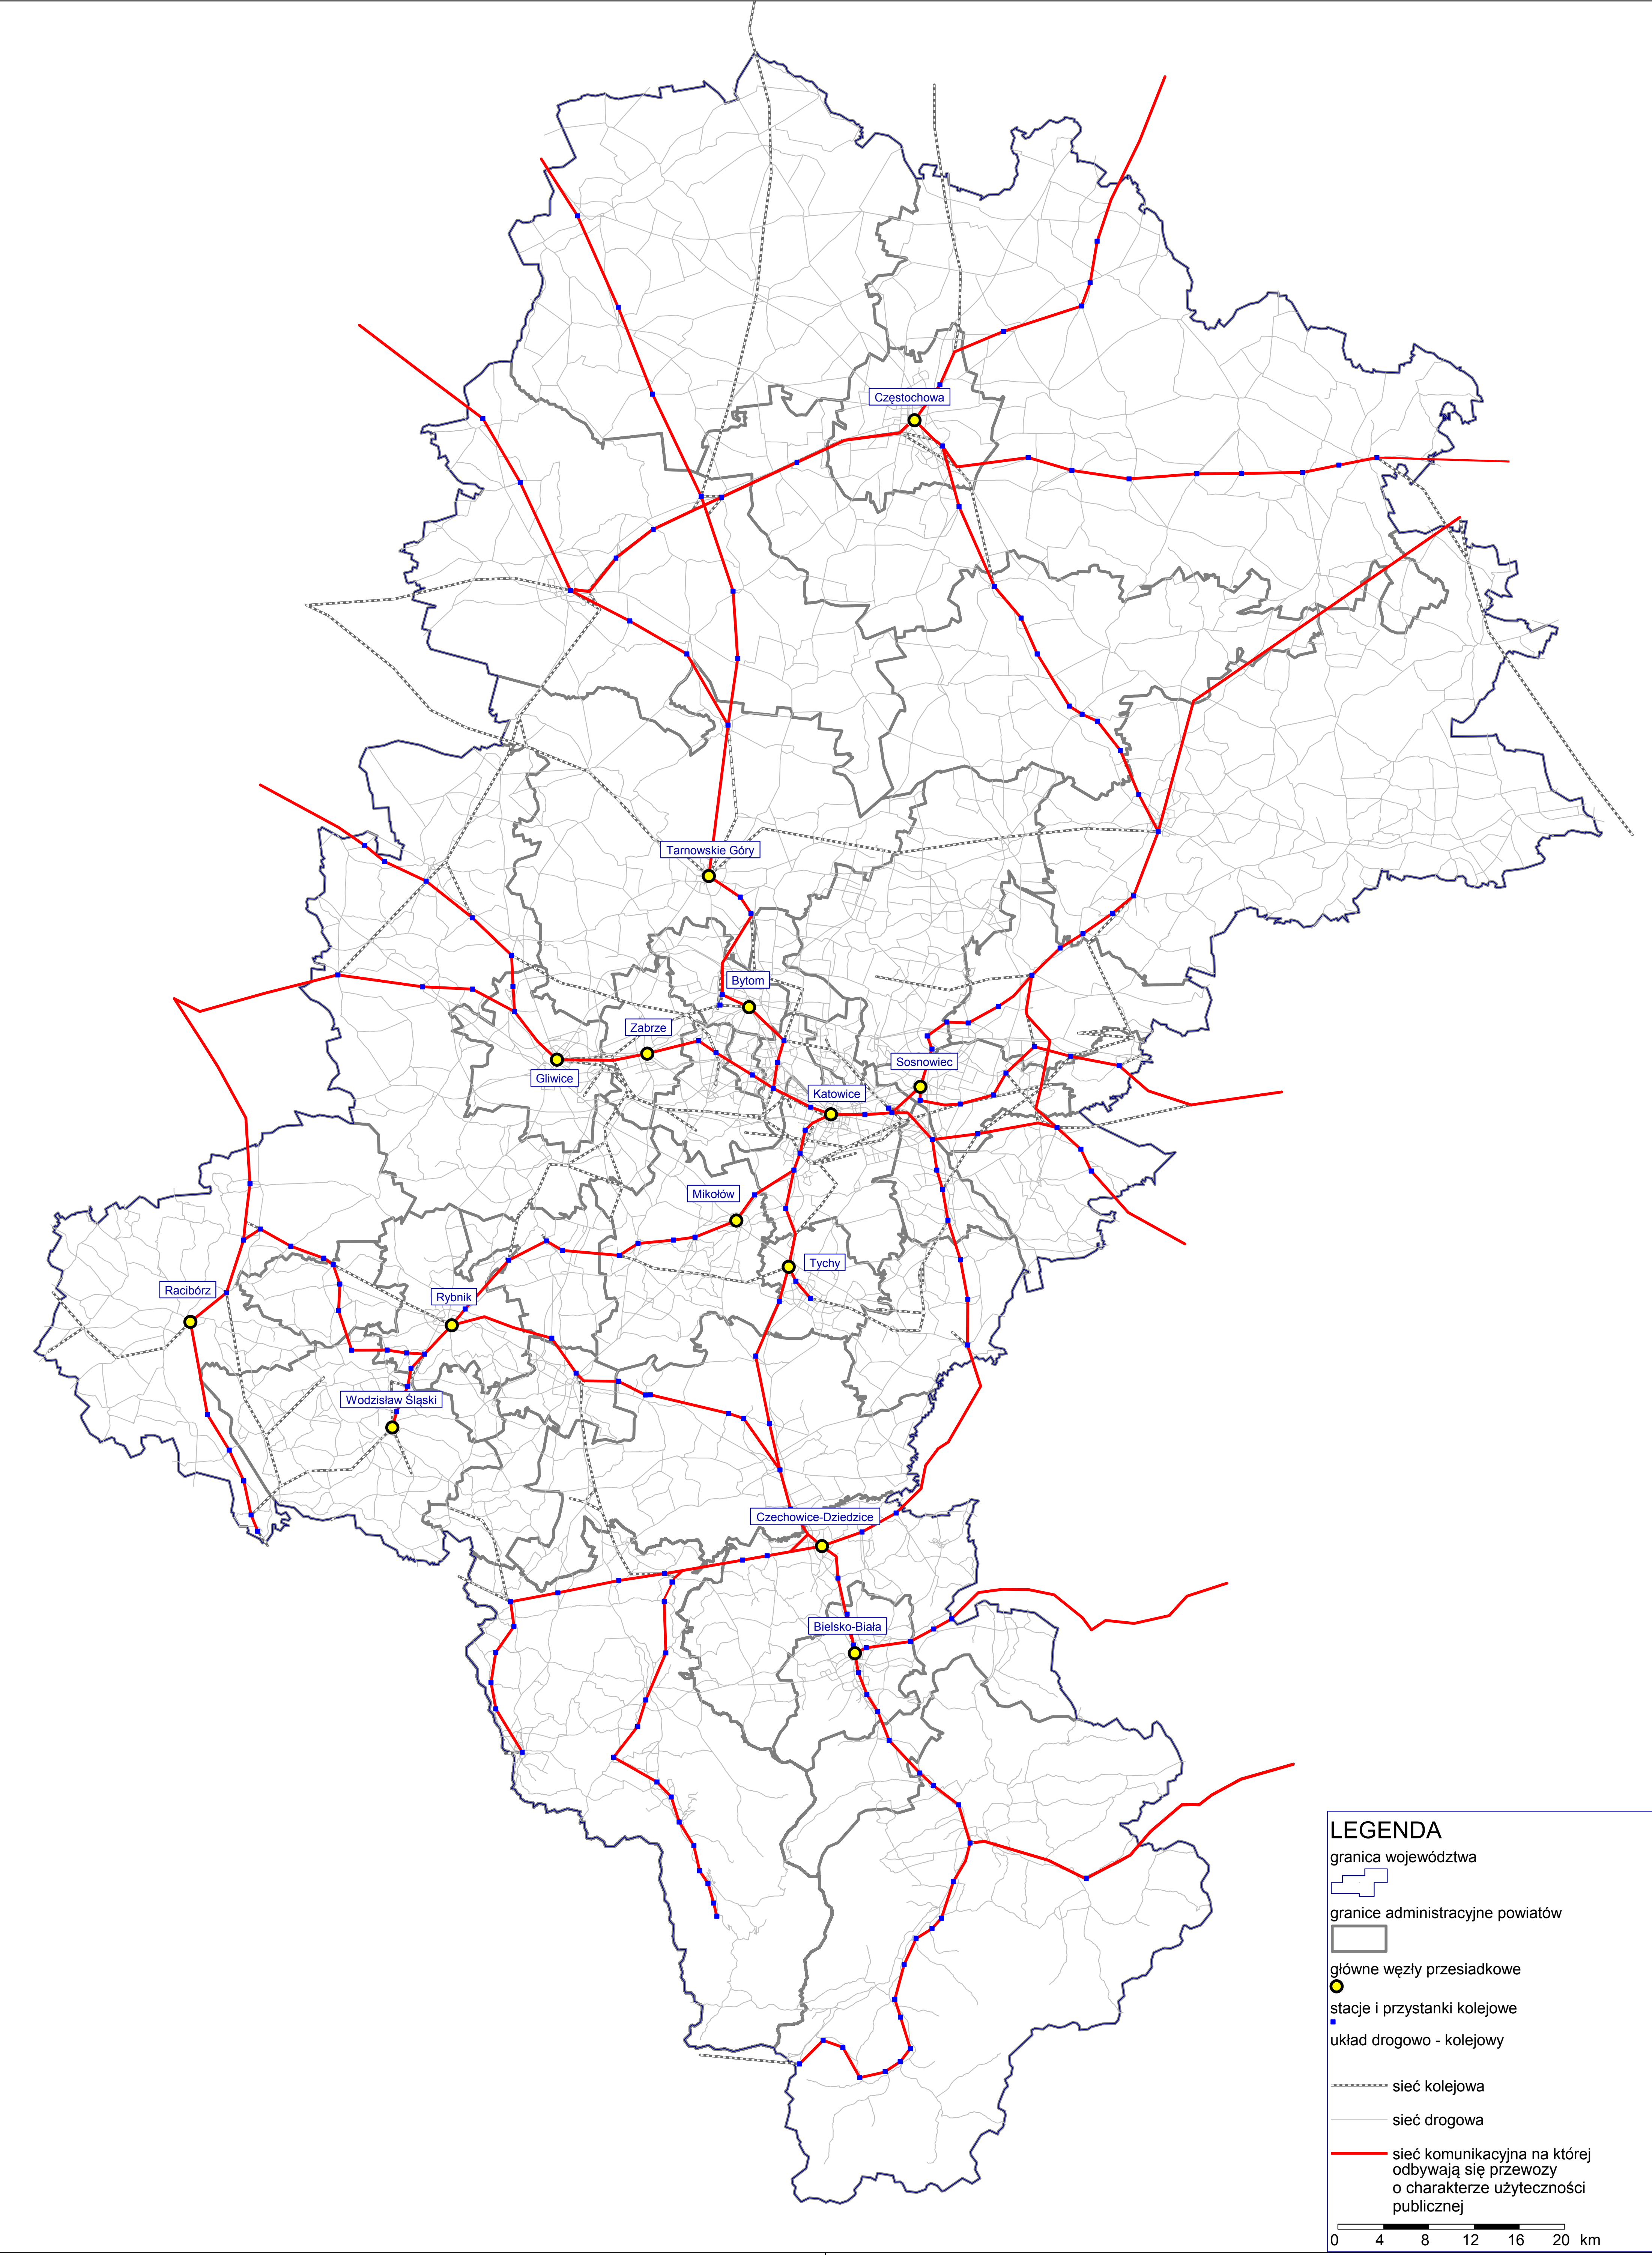 Częstochowa
Tarnowskie Góry
Bytom
Zabrze
Sosnowiec
Gliwice
Katowice
Mikołów
Tychy
Racibórz
Rybnik
Wodzisław Śląski
Czechowice-Dziedzice
Bielsko-Biała
LEGENDA
granica województwa
granice administracyjne powiatów
główne węzły przesiadkowe
stacje i przystanki kolejowe
układ drogowo - kolejowy
sieć kolejowa
sieć drogowa
sieć komunikacyjna na której
odbywają się przewozy
o charakterze użyteczności
publicznej
0 4 8 12 16 20 km